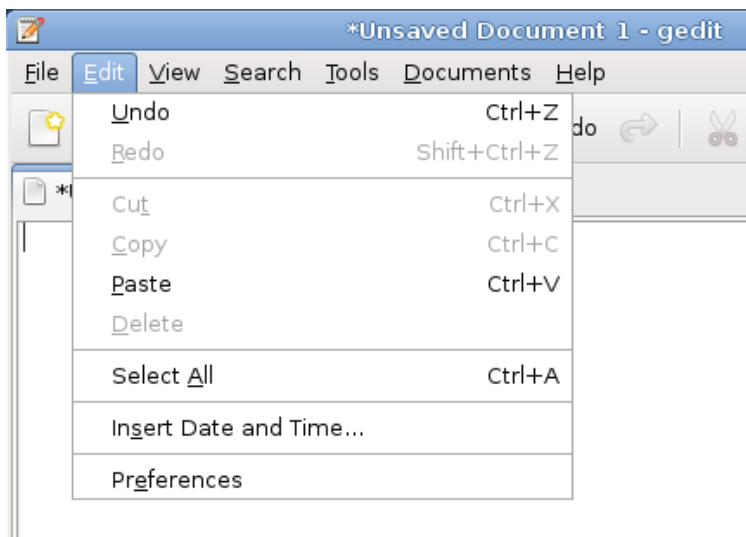 *Unsaved Document 1 - gedit
File Edit View Search Tools Documents Help
Undo Ctrl+Z do
Redo Shift+Ctrl+Z
Cut Ctrl+X
Copy Ctrl+C
Paste Ctrl+V
Delete
Select All Ctrl+A
Insert Date and Time...
Preferences